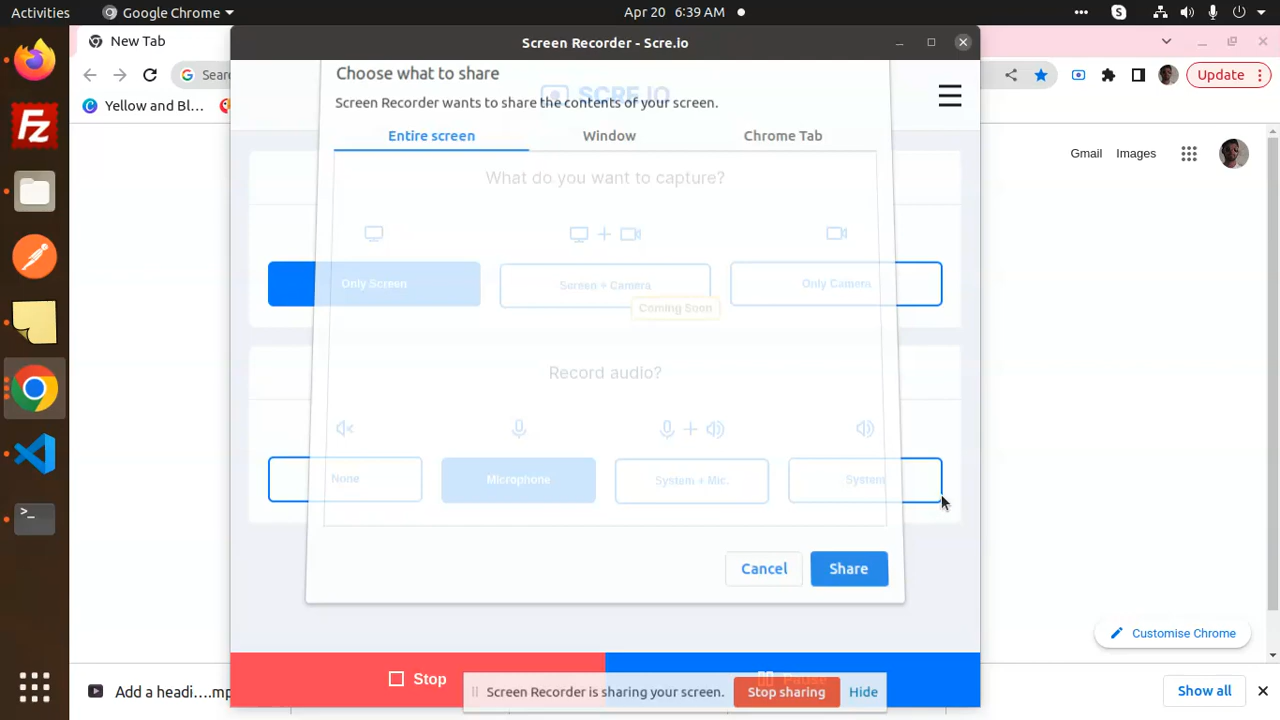 Activities
Google Chrome
Apr 20 6:39 AM
New Tab
Screen Recorder - Scre.io
Sear
Update
Yellow and Bl...
Choose what to share
SCRE.IO
Screen Recorder wants to share the contents of your screen.
Entire screen
Window
Chrome Tab
Gmail
Images
What do you want to capture?
Only Screen
Screen + Camera
Only Camera
Coming Soon
Record audio?
None
Microphone
System + Mic.
System
Cancel
Share
Customise Chrome
Stop
Pause
Screen Recorder is sharing your screen.
Stop sharing
Hide
Add a headi....mp
Show all